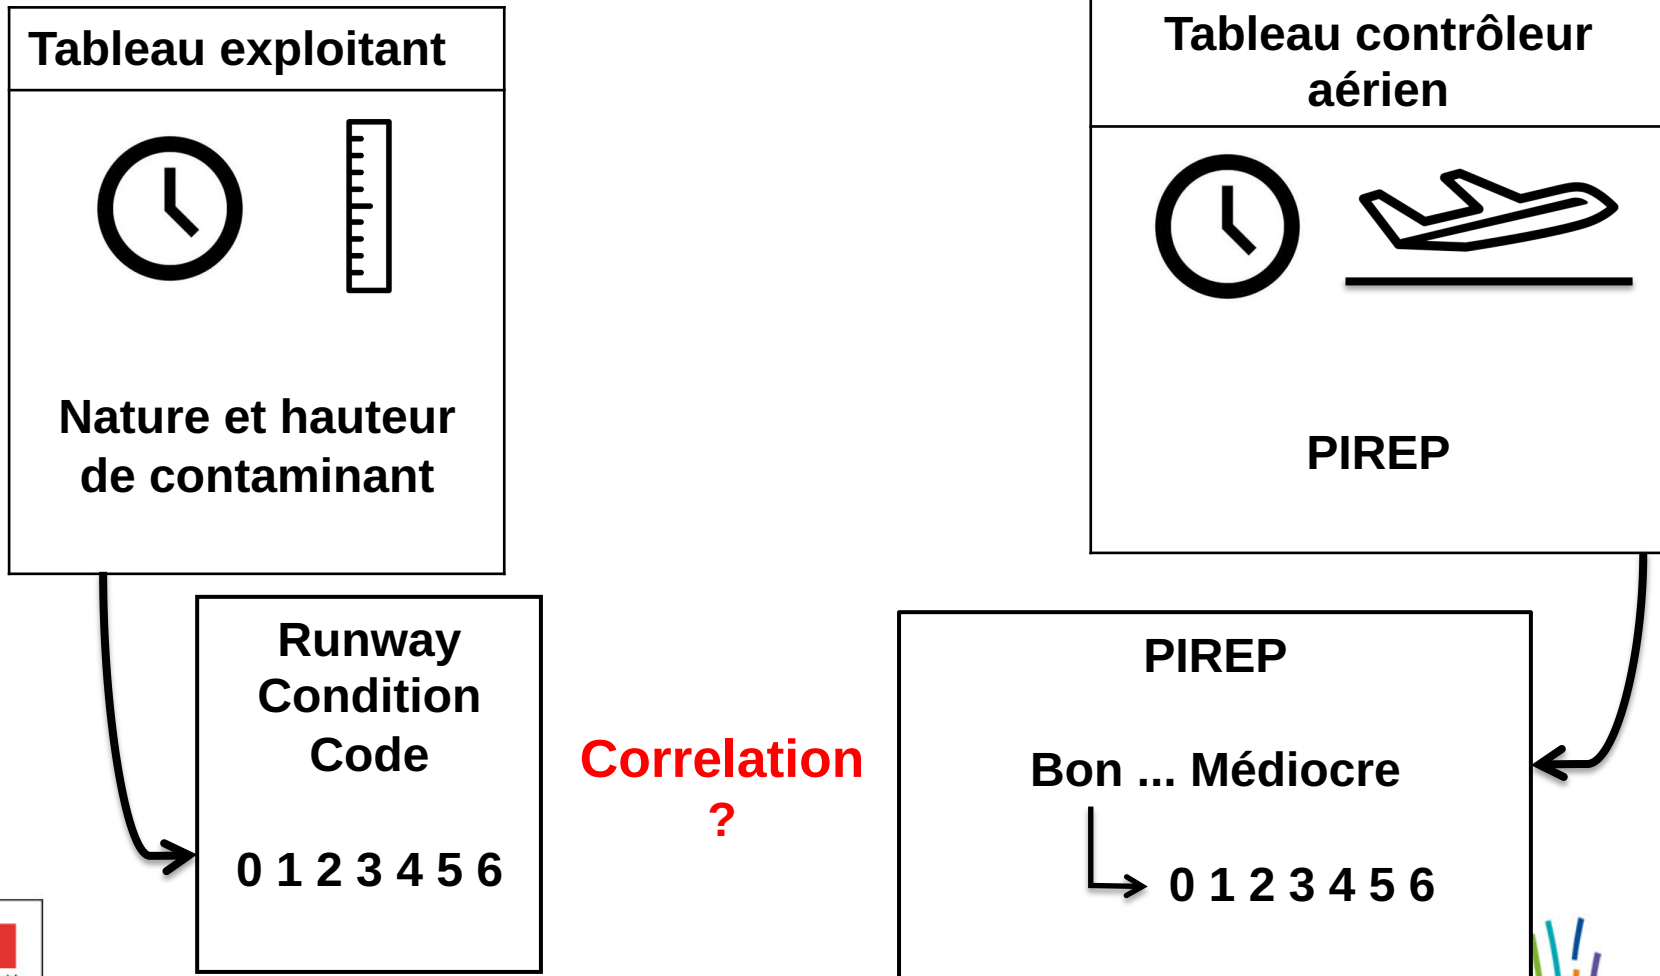 Tableau exploitant
Nature et hauteur
de contaminant
Runway
Condition
Code
0 1 2 3 4 5 6
Correlation
?
Tableau contrôleur
aérien
PIREP
PIREP
Bon ... Médiocre
0 1 2 3 4 5 6